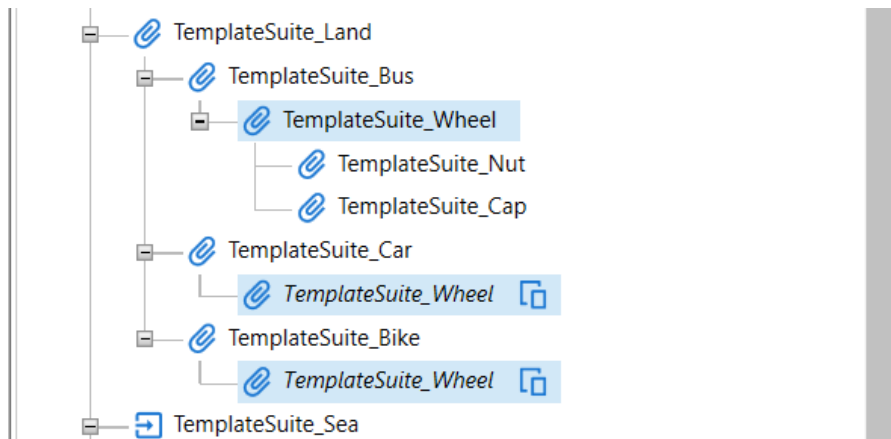 TemplateSuite_Land
TemplateSuite_Bus
TemplateSuite_Wheel
TemplateSuite_Nut
TemplateSuite_Cap
TemplateSuite_Car
TemplateSuite_Wheel
TemplateSuite_Bike
TemplateSuite_Wheel
TemplateSuite_Sea